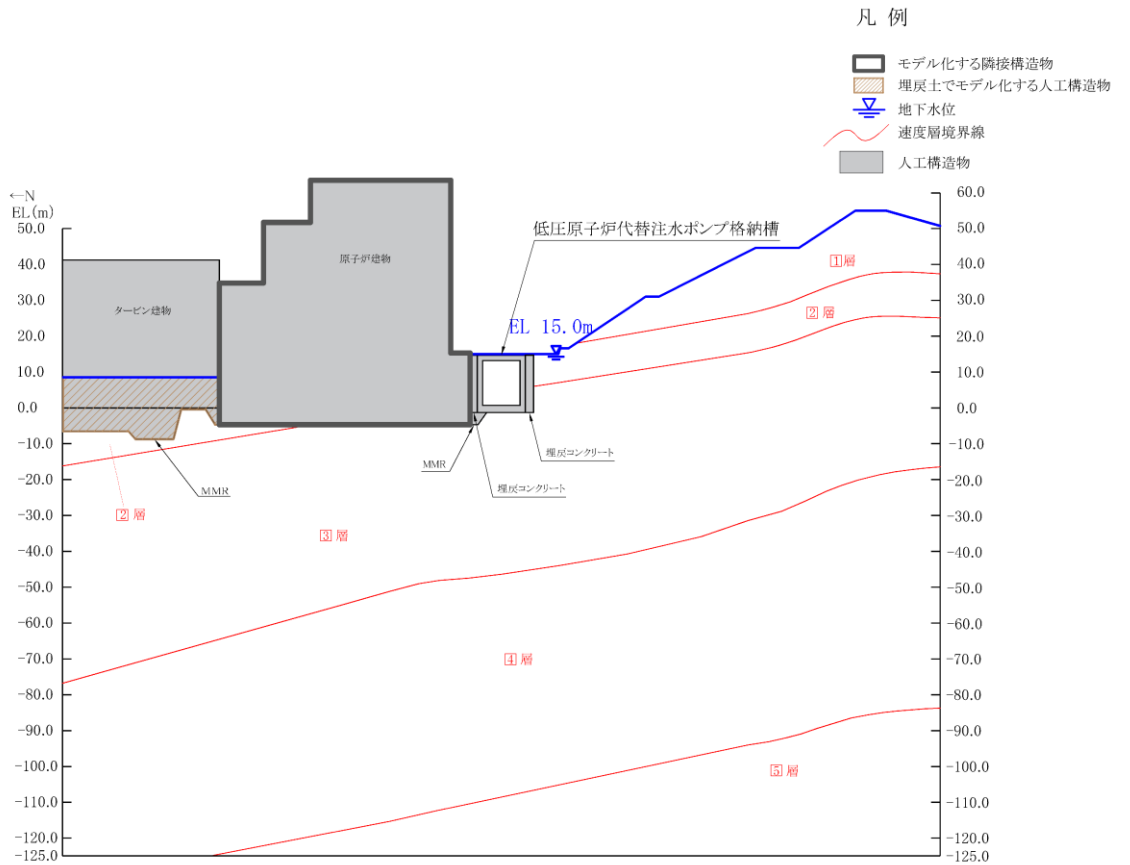 凡 例
モデル化する隣接構造物
埋戻土でモデル化する人工構造物
地下水位
速度層境界線
人工構造物
←N
EL(m)
60.0
50.0
50.0
40.0
40.0
30.0
30.0
20.0
20.0
10.0
10.0
0.0
0.0
-10.0
-10.0
-20.0
-20.0
-30.0
-30.0
-40.0
-40.0
-50.0
-50.0
-60.0
-60.0
-70.0
-70.0
-80.0
-80.0
-90.0
-90.0
-100.0
-100.0
-110.0
-110.0
-120.0
-120.0
-125.0
-125.0
低圧原子炉代替注水ポンプ格納槽
原子炉建物
タービン建物
EL 15.0m
1層
2層
MMR
埋戻コンクリート
埋戻コンクリート
MMR
2層
3層
4層
5層